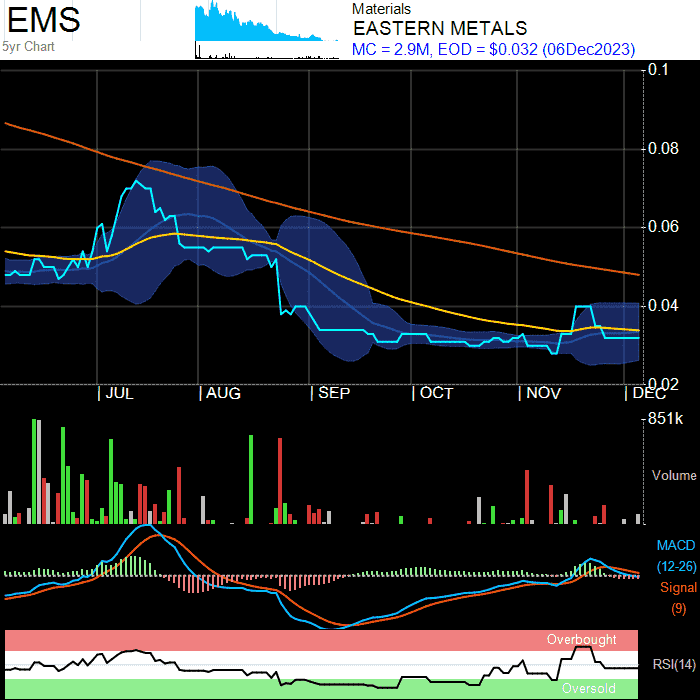 EMS
5yr Chart
Materials
EASTERN METALS
MC = 2.9M, EOD = $0.032 (06Dec2023)
0.1
0.08
0.06
0.04
0.02
| JUL
| AUG
| SEP
| OCT
| NOV
| DEC
851k
Volume
MACD
(12-26)
Signal
(9)
Overbought
RSI(14)
Oversold